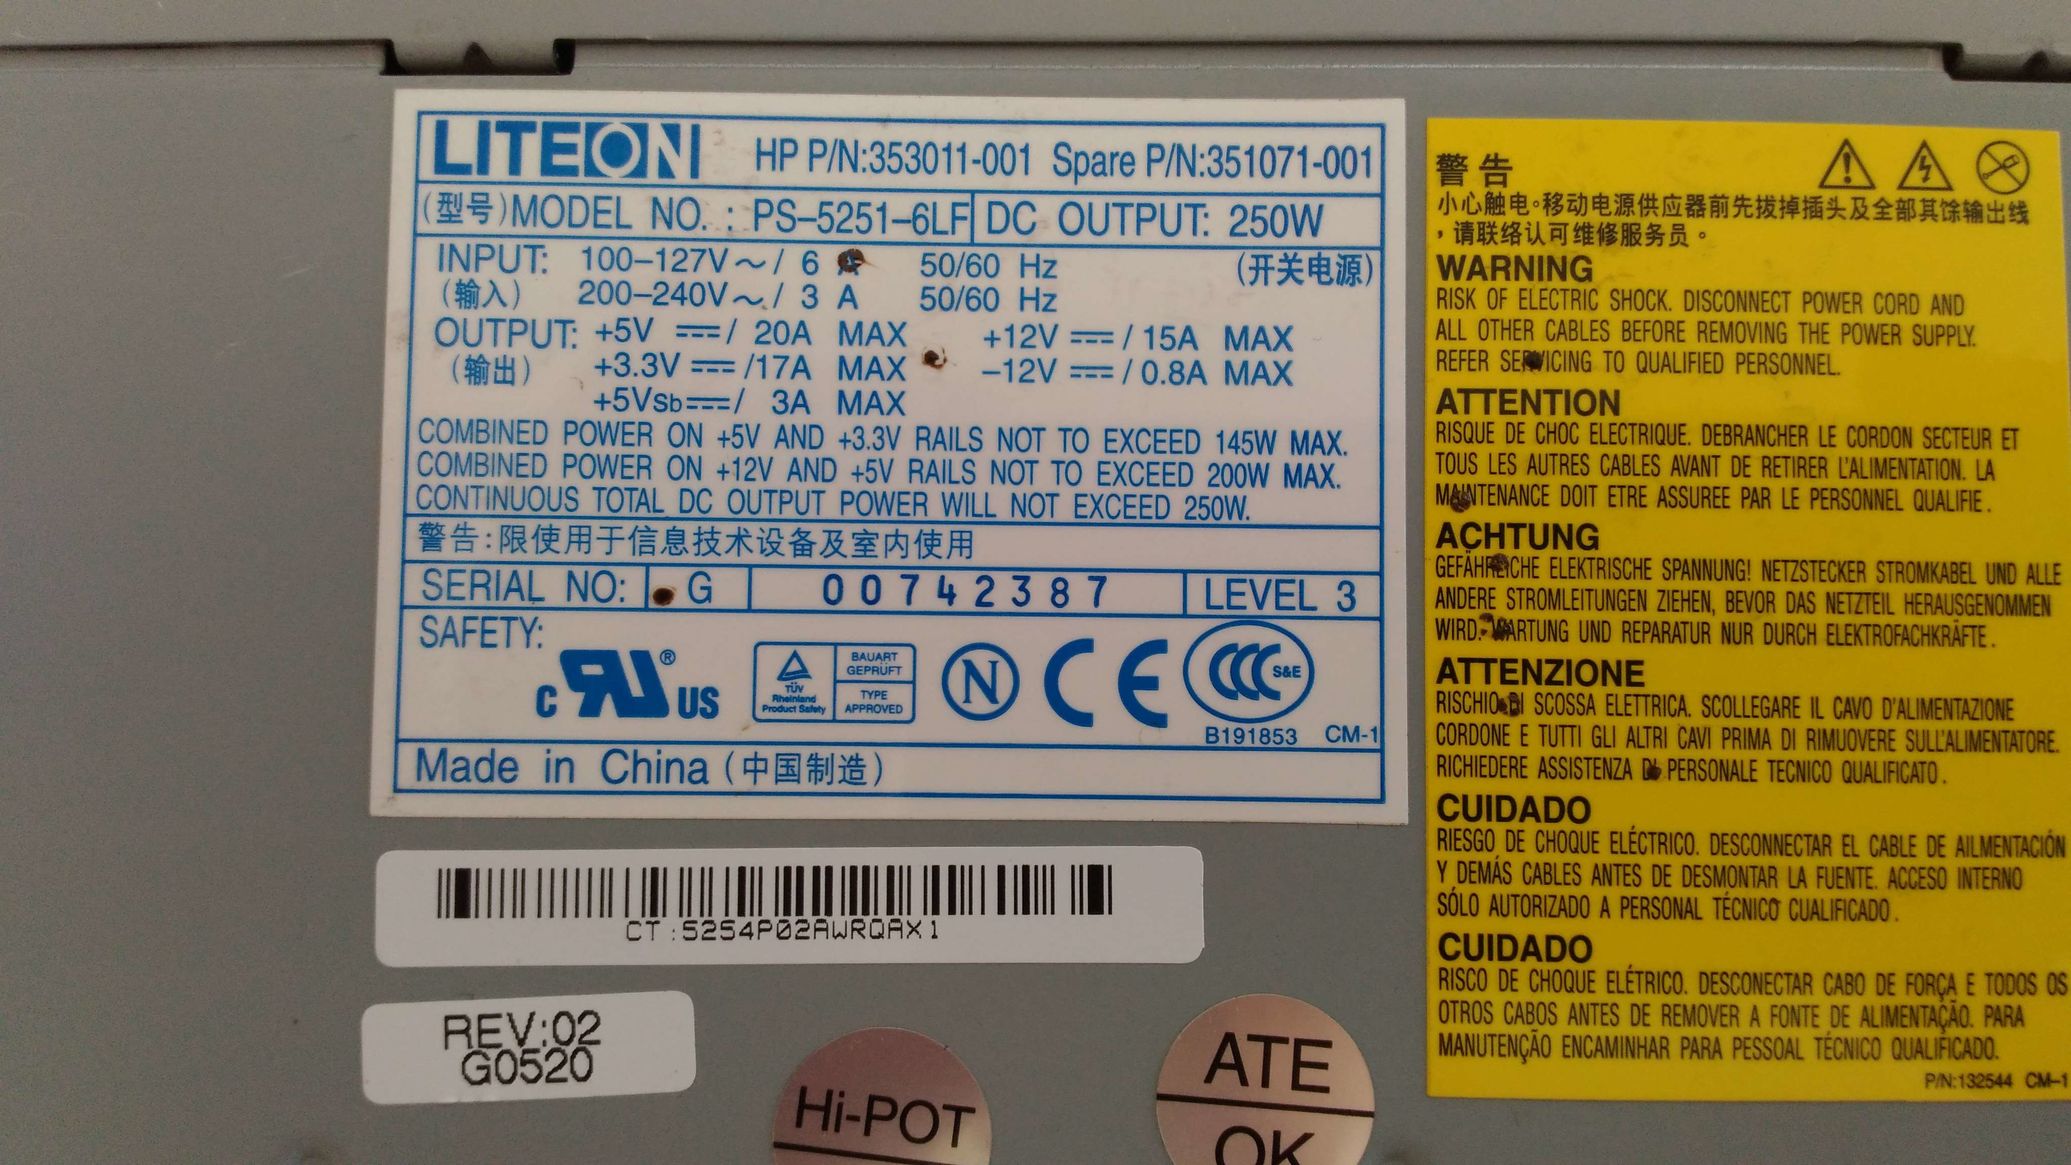 LITEON HP P/N:353011-001 Spare P/N:351071-001
(型号)MODEL NO. : PS-5251-6LF DC OUTPUT: 250W
INPUT: 100-127V~/ 6 A 50/60 Hz (开关电源)
(输入) 200-240V~/ 3 A 50/60 Hz
OUTPUT: +5V ⎓/ 20A MAX +12V ⎓/ 15A MAX
(输出) +3.3V ⎓/17A MAX -12V ⎓/ 0.8A MAX
+5VSb⎓/ 3A MAX
COMBINED POWER ON +5V AND +3.3V RAILS NOT TO EXCEED 145W MAX.
COMBINED POWER ON +12V AND +5V RAILS NOT TO EXCEED 200W MAX.
CONTINUOUS TOTAL DC OUTPUT POWER WILL NOT EXCEED 250W.
警告:限使用于信息技术设备及室内使用
SERIAL NO: G 00742387 LEVEL 3
SAFETY:
c RU ® US
TÜV Rheinland Product Safety
BAUART GEPRÜFT
TYPE APPROVED
N CE CCC S&E
B191853 CM-1
Made in China (中国制造)
CT:5254P02AWRQAX1
REV:02
G0520
Hi-POT
ATE
OK
警告
小心触电。移动电源供应器前先拔掉插头及全部其馀输出线
，请联络认可维修服务员。
WARNING
RISK OF ELECTRIC SHOCK. DISCONNECT POWER CORD AND
ALL OTHER CABLES BEFORE REMOVING THE POWER SUPPLY.
REFER SERVICING TO QUALIFIED PERSONNEL.
ATTENTION
RISQUE DE CHOC ELECTRIQUE. DEBRANCHER LE CORDON SECTEUR ET
TOUS LES AUTRES CABLES AVANT DE RETIRER L'ALIMENTATION. LA
MAINTENANCE DOIT ETRE ASSUREE PAR LE PERSONNEL QUALIFIE.
ACHTUNG
GEFÄHRLICHE ELEKTRISCHE SPANNUNG! NETZSTECKER STROMKABEL UND ALLE
ANDERE STROMLEITUNGEN ZIEHEN, BEVOR DAS NETZTEIL HERAUSGENOMMEN
WIRD. WARTUNG UND REPARATUR NUR DURCH ELEKTROFACHKRÄFTE.
ATTENZIONE
RISCHIO DI SCOSSA ELETTRICA. SCOLLEGARE IL CAVO D'ALIMENTAZIONE
CORDONE E TUTTI GLI ALTRI CAVI PRIMA DI RIMUOVERE SULL'ALIMENTATORE.
RICHIEDERE ASSISTENZA DI PERSONALE TECNICO QUALIFICATO.
CUIDADO
RIESGO DE CHOQUE ELÉCTRICO. DESCONNECTAR EL CABLE DE AILMENTACIÓN
Y DEMÁS CABLES ANTES DE DESMONTAR LA FUENTE. ACCESO INTERNO
SÓLO AUTORIZADO A PERSONAL TÉCNICO CUALIFICADO.
CUIDADO
RISCO DE CHOQUE ELÉTRICO. DESCONECTAR CABO DE FORÇA E TODOS OS
OTROS CABOS ANTES DE REMOVER A FONTE DE ALIMENTAÇÃO. PARA
MANUTENÇÃO ENCAMINHAR PARA PESSOAL TÉCNICO QUALIFICADO.
P/N:132544 CM-1